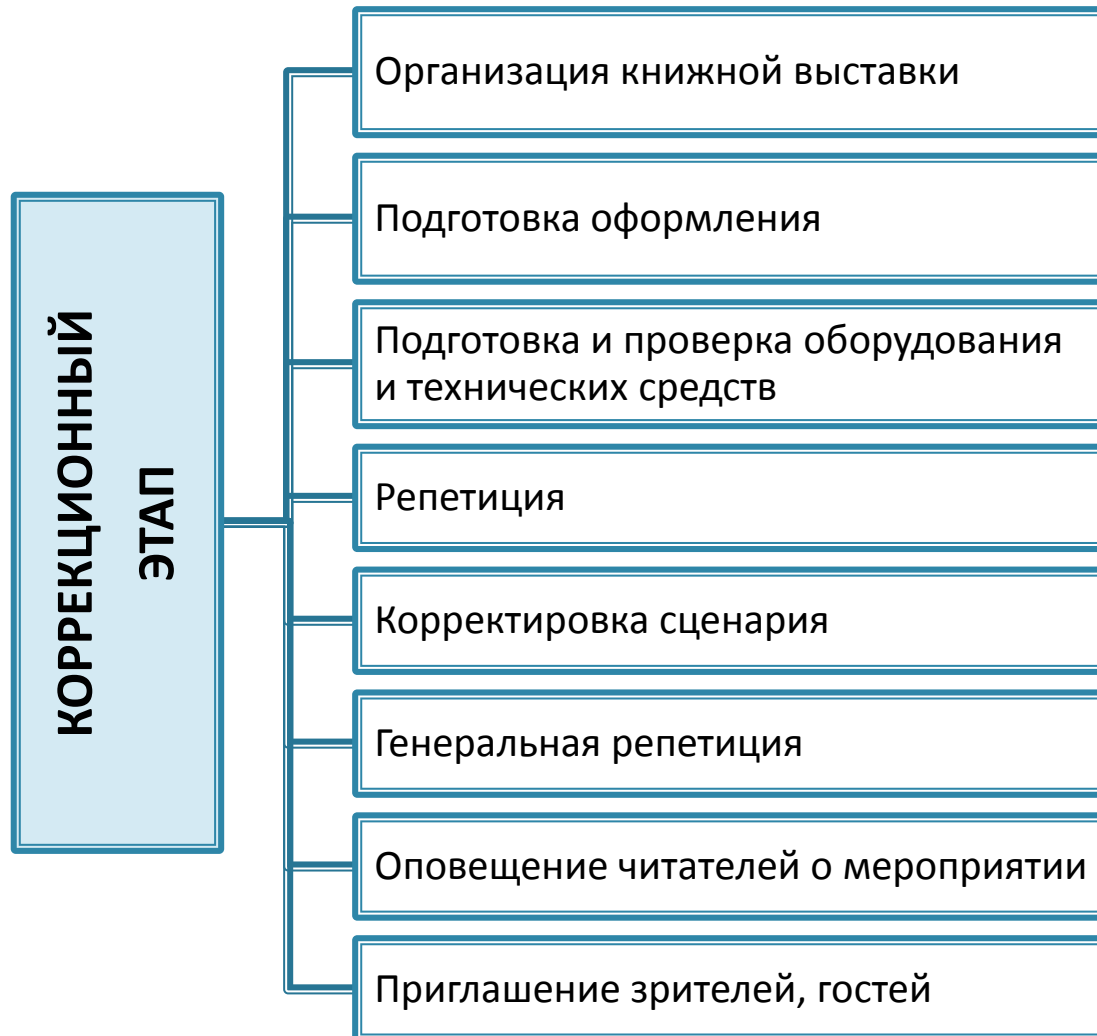 КОРРЕКЦИОННЫЙ
ЭТАП
Организация книжной выставки
Подготовка оформления
Подготовка и проверка оборудования
и технических средств
Репетиция
Корректировка сценария
Генеральная репетиция
Оповещение читателей о мероприятии
Приглашение зрителей, гостей